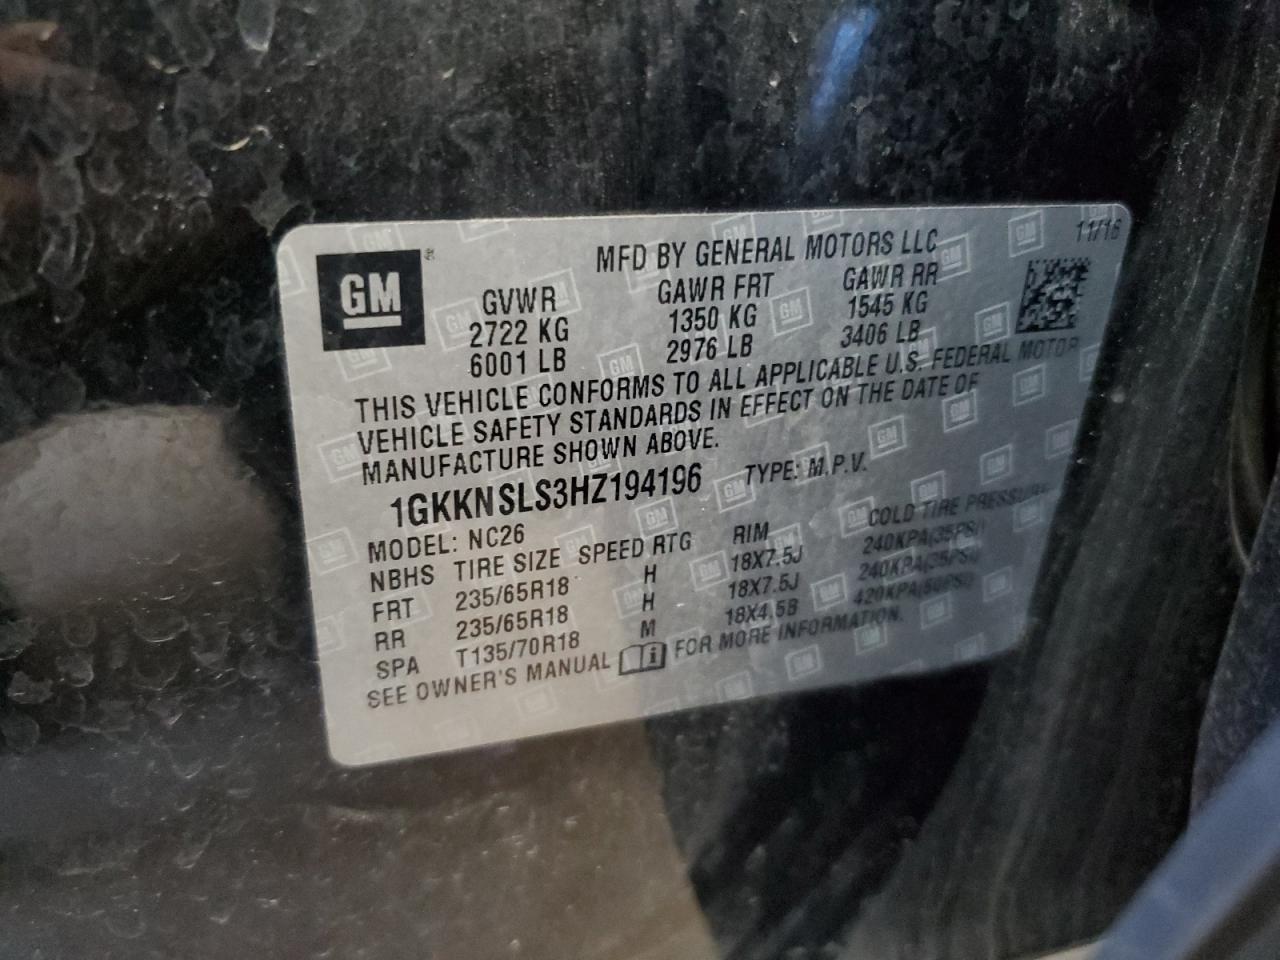 11/16
MFD BY GENERAL MOTORS LLC
GM
GVWR GAWR FRT GAWR RR
2722 KG 1350 KG 1545 KG
6001 LB 2976 LB 3406 LB
THIS VEHICLE CONFORMS TO ALL APPLICABLE U.S. FEDERAL MOTOR
VEHICLE SAFETY STANDARDS IN EFFECT ON THE DATE OF
MANUFACTURE SHOWN ABOVE.
1GKKNSLS3HZ194196 TYPE: M.P.V.
MODEL: NC26
NBHS TIRE SIZE SPEED RTG RIM COLD TIRE PRESSURE
FRT 235/65R18 H 18X7.5J 240KPA(35PSI)
RR 235/65R18 H 18X7.5J 240KPA(35PSI)
SPA T135/70R18 M 18X4.5B 420KPA(60PSI)
SEE OWNER'S MANUAL FOR MORE INFORMATION.